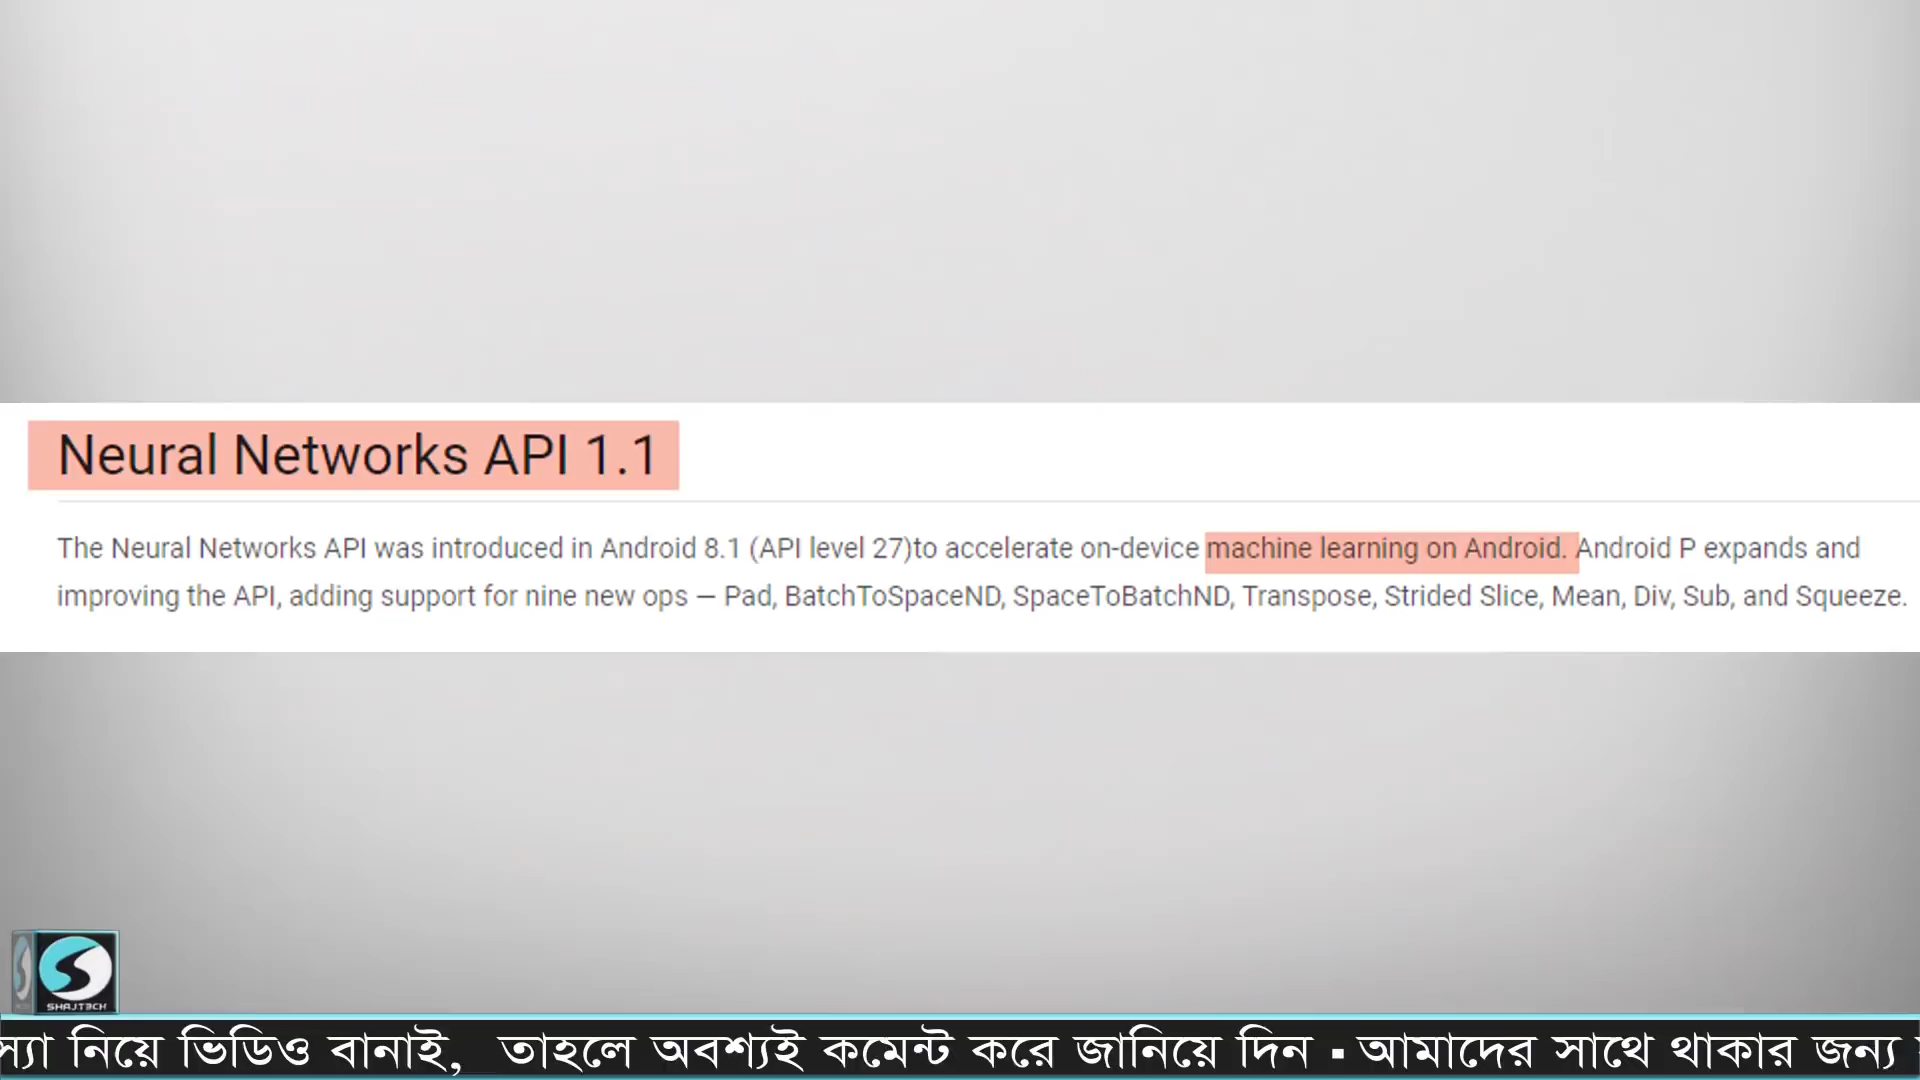 Neural Networks API 1.1
The Neural Networks API was introduced in Android 8.1 (API level 27)to accelerate on-device machine learning on Android. Android P expands and
improving the API, adding support for nine new ops — Pad, BatchToSpaceND, SpaceToBatchND, Transpose, Strided Slice, Mean, Div, Sub, and Squeeze.
SHAJTECH
নিয়ে ভিডিও বানাই, তাহলে অবশ্যই কমেন্ট করে জানিয়ে দিন ▪ আমাদের সাথে থাকার জন্য